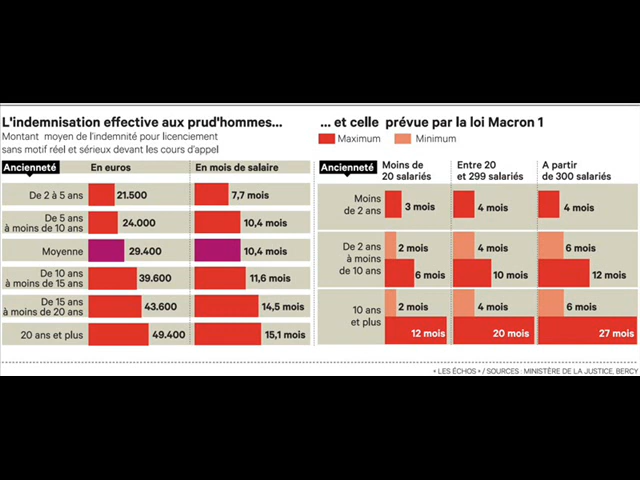 L'indemnisation effective aux prud'hommes...
Montant moyen de l'indemnité pour licenciement
sans motif réel et sérieux devant les cours d'appel
Ancienneté En euros En mois de salaire
De 2 à 5 ans 21.500 7,7 mois
De 5 ans
à moins de 10 ans 24.000 10,4 mois
Moyenne 29.400 10,4 mois
De 10 ans
à moins de 15 ans 39.600 11,6 mois
De 15 ans
à moins de 20 ans 43.600 14,5 mois
20 ans et plus 49.400 15,1 mois
... et celle prévue par la loi Macron 1
Maximum Minimum
Ancienneté
Moins de
20 salariés
Entre 20
et 299 salariés
A partir
de 300 salariés
Moins
de 2 ans
3 mois 4 mois 4 mois
De 2 ans
à moins
de 10 ans
2 mois 4 mois 6 mois
6 mois 10 mois 12 mois
10 ans
et plus
2 mois 4 mois 6 mois
12 mois 20 mois 27 mois
« LES ÉCHOS » / SOURCES : MINISTÈRE DE LA JUSTICE, BERCY